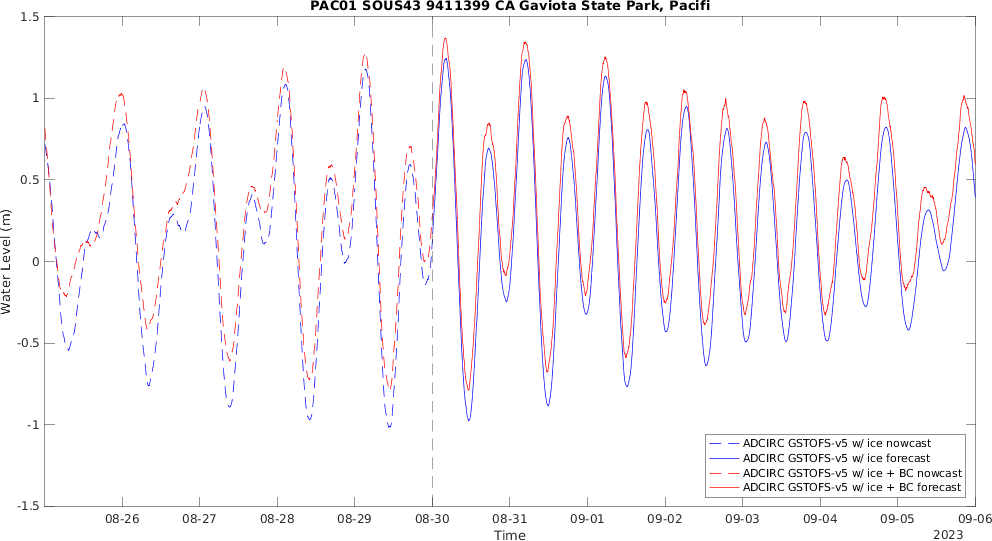 PAC01 SOUS43 9411399 CA Gaviota State Park, Pacifi
1.5
1
0.5
0
-0.5
-1
-1.5
Water Level (m)
08-26
08-27
08-28
08-29
08-30
08-31
09-01
09-02
09-03
09-04
09-05
09-06
Time
2023
ADCIRC GSTOFS-v5 w/ ice nowcast
ADCIRC GSTOFS-v5 w/ ice forecast
ADCIRC GSTOFS-v5 w/ ice + BC nowcast
ADCIRC GSTOFS-v5 w/ ice + BC forecast